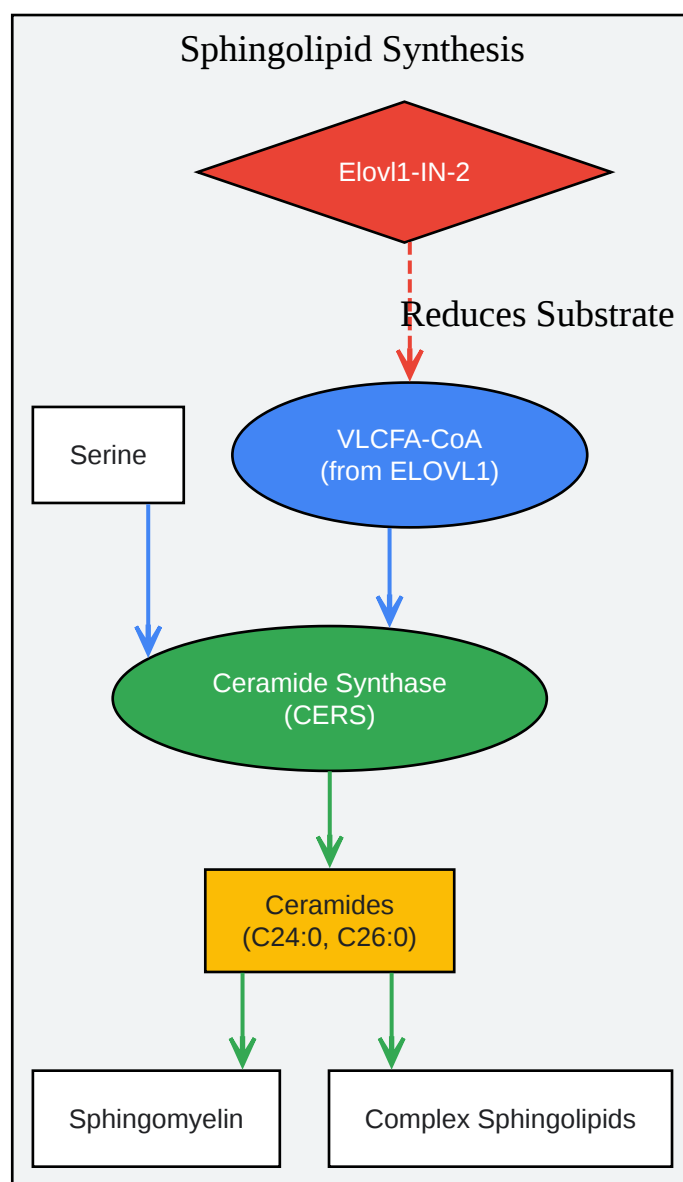 Sphingolipid Synthesis
Elovl1-IN-2
Reduces Substrate
VLCFA-CoA
(from ELOVL1)
Serine
Ceramide Synthase
(CERS)
Ceramides
(C24:0, C26:0)
Sphingomyelin
Complex Sphingolipids